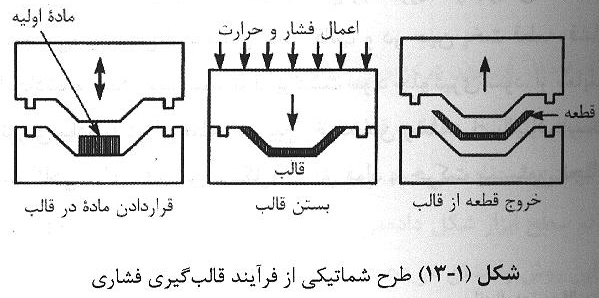 مادهٔ اولیه
اعمال فشار و حرارت
قطعه
قالب
قراردادن مادهٔ در قالب
بستن قالب
خروج قطعه از قالب
شکل (۱-۱۳) طرح شماتیکی از فرآیند قالب‌گیری فشاری